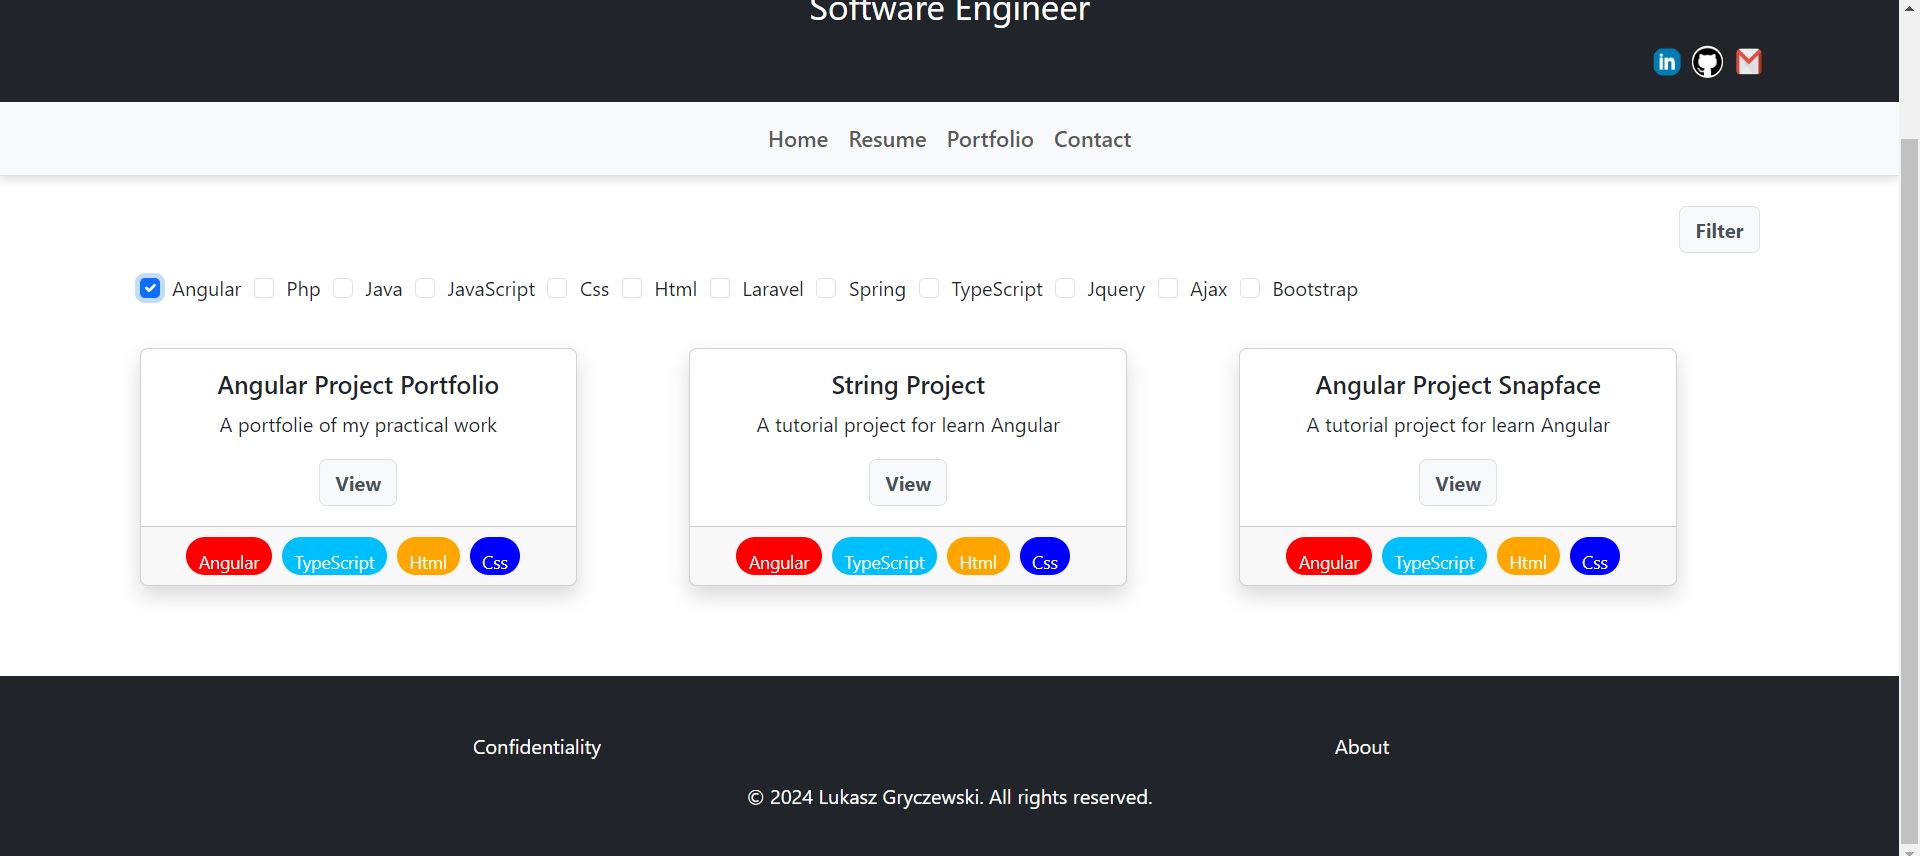 Software Engineer
in
Home Resume Portfolio Contact
Filter
Angular Php Java JavaScript Css Html Laravel Spring TypeScript Jquery Ajax Bootstrap
Angular Project Portfolio
A portfolie of my practical work
View
Angular TypeScript Html Css
String Project
A tutorial project for learn Angular
View
Angular TypeScript Html Css
Angular Project Snapface
A tutorial project for learn Angular
View
Angular TypeScript Html Css
Confidentiality About
© 2024 Lukasz Gryczewski. All rights reserved.